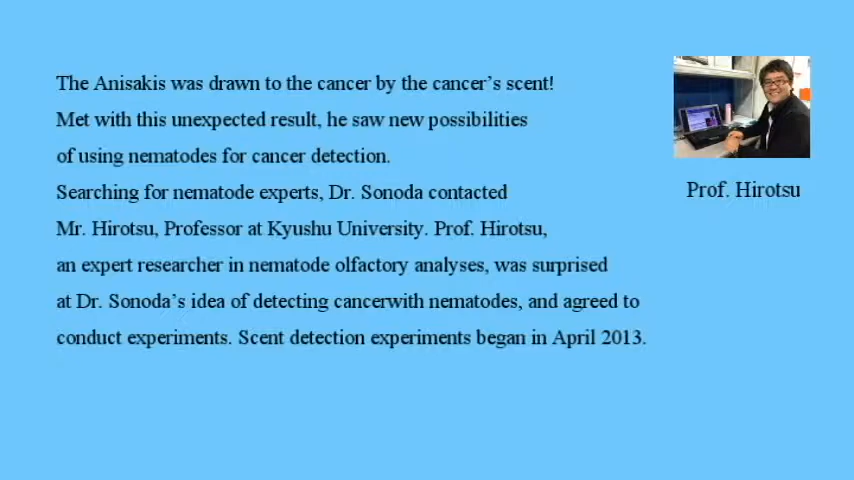 The Anisakis was drawn to the cancer by the cancer's scent!
Met with this unexpected result, he saw new possibilities
of using nematodes for cancer detection.
Searching for nematode experts, Dr. Sonoda contacted
Mr. Hirotsu, Professor at Kyushu University. Prof. Hirotsu,
an expert researcher in nematode olfactory analyses, was surprised
at Dr. Sonoda's idea of detecting cancerwith nematodes, and agreed to
conduct experiments. Scent detection experiments began in April 2013.
Prof. Hirotsu